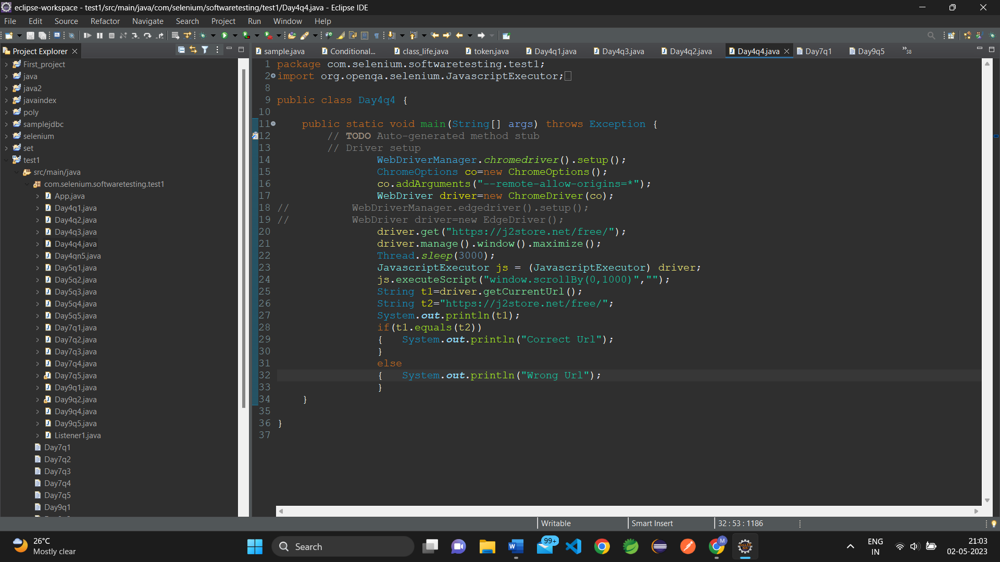 eclipse-workspace - test1/src/main/java/com/selenium/softwaretesting/test1/Day4q4.java - Eclipse IDE
File Edit Source Refactor Navigate Search Project Run Window Help
Project Explorer
First_project
java
java2
javaindex
poly
samplejdbc
selenium
set
test1
src/main/java
com.selenium.softwaretesting.test1
App.java
Day4q1.java
Day4q2.java
Day4q3.java
Day4q4.java
Day4qn5.java
Day5q1.java
Day5q2.java
Day5q3.java
Day5q4.java
Day5q5.java
Day7q1.java
Day7q2.java
Day7q3.java
Day7q4.java
Day7q5.java
Day9q1.java
Day9q2.java
Day9q4.java
Day9q5.java
Listener1.java
Day7q1
Day7q2
Day7q3
Day7q4
Day7q5
Day9q1
sample.java Conditional... class_life.java token.java Day4q1.java Day4q3.java Day4q2.java Day4q4.java Day7q1 Day9q5 »38
1 package com.selenium.softwaretesting.test1;
2 import org.openqa.selenium.JavascriptExecutor;
8
9 public class Day4q4 {
10
11 public static void main(String[] args) throws Exception {
12 // TODO Auto-generated method stub
13 // Driver setup
14 WebDriverManager.chromedriver().setup();
15 ChromeOptions co=new ChromeOptions();
16 co.addArguments("--remote-allow-origins=*");
17 WebDriver driver=new ChromeDriver(co);
18 // WebDriverManager.edgedriver().setup();
19 // WebDriver driver=new EdgeDriver();
20 driver.get("https://j2store.net/free/");
21 driver.manage().window().maximize();
22 Thread.sleep(3000);
23 JavascriptExecutor js = (JavascriptExecutor) driver;
24 js.executeScript("window.scrollBy(0,1000)","");
25 String t1=driver.getCurrentUrl();
26 String t2="https://j2store.net/free/";
27 System.out.println(t1);
28 if(t1.equals(t2))
29 { System.out.println("Correct Url");
30 }
31 else
32 { System.out.println("Wrong Url");
33 }
34 }
35
36 }
37
Writable Smart Insert 32 : 53 : 1186
26°C
Mostly clear
Search
99+
M
ENG
IN
21:03
02-05-2023